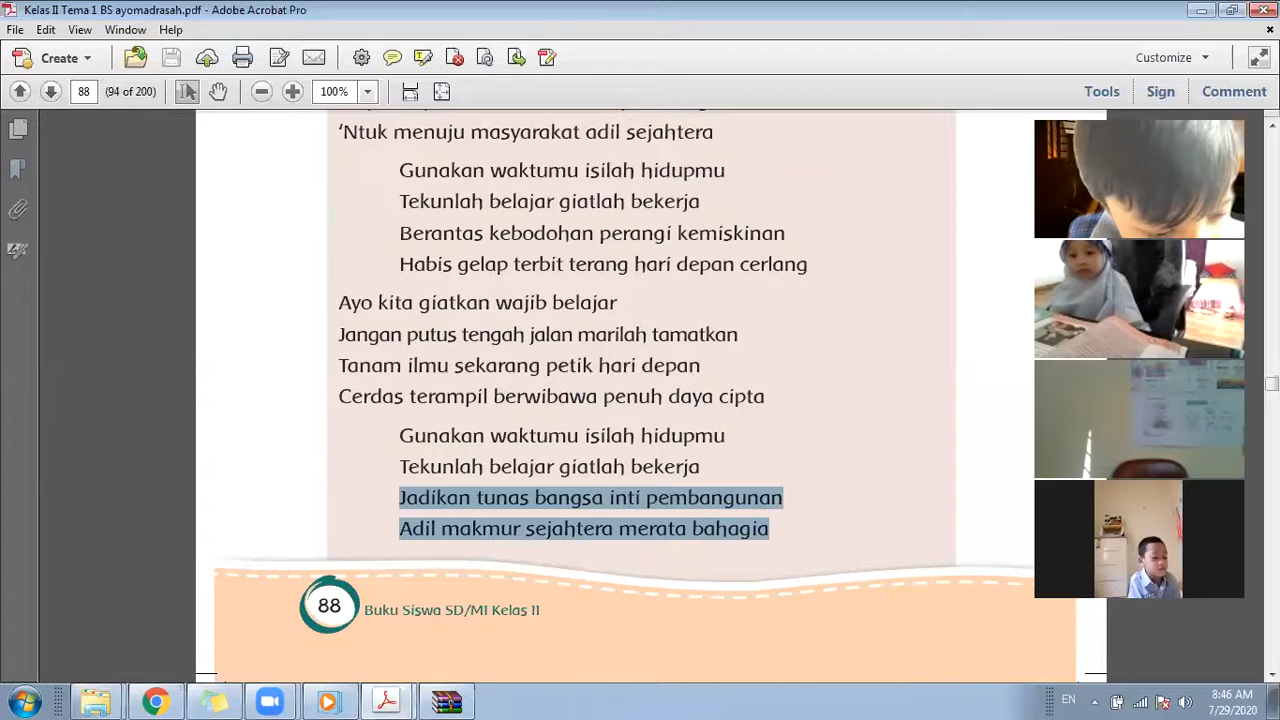 Kelas II Tema 1 BS ayomadrasah.pdf - Adobe Acrobat Pro
File Edit View Window Help
Create Customize
88 (94 of 200) 100% Tools Sign Comment
'Ntuk menuju masyarakat adil sejahtera
Gunakan waktumu isilah hidupmu
Tekunlah belajar giatlah bekerja
Berantas kebodohan perangi kemiskinan
Habis gelap terbit terang hari depan cerlang
Ayo kita giatkan wajib belajar
Jangan putus tengah jalan marilah tamatkan
Tanam ilmu sekarang petik hari depan
Cerdas terampil berwibawa penuh daya cipta
Gunakan waktumu isilah hidupmu
Tekunlah belajar giatlah bekerja
Jadikan tunas bangsa inti pembangunan
Adil makmur sejahtera merata bahagia
88 Buku Siswa SD/MI Kelas II
EN 8:46 AM
7/29/2020